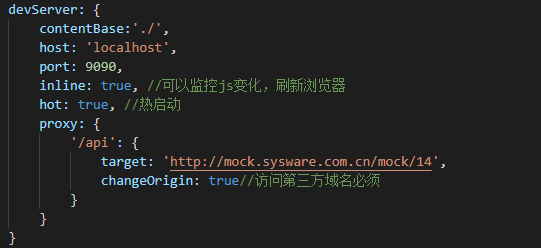 devServer: {
contentBase:'./',
host: 'localhost',
port: 9090,
inline: true, //可以监控js变化，刷新浏览器
hot: true, //热启动
proxy: {
'/api': {
target: 'http://mock.sysware.com.cn/mock/14',
changeOrigin: true//访问第三方域名必须
}
}
}